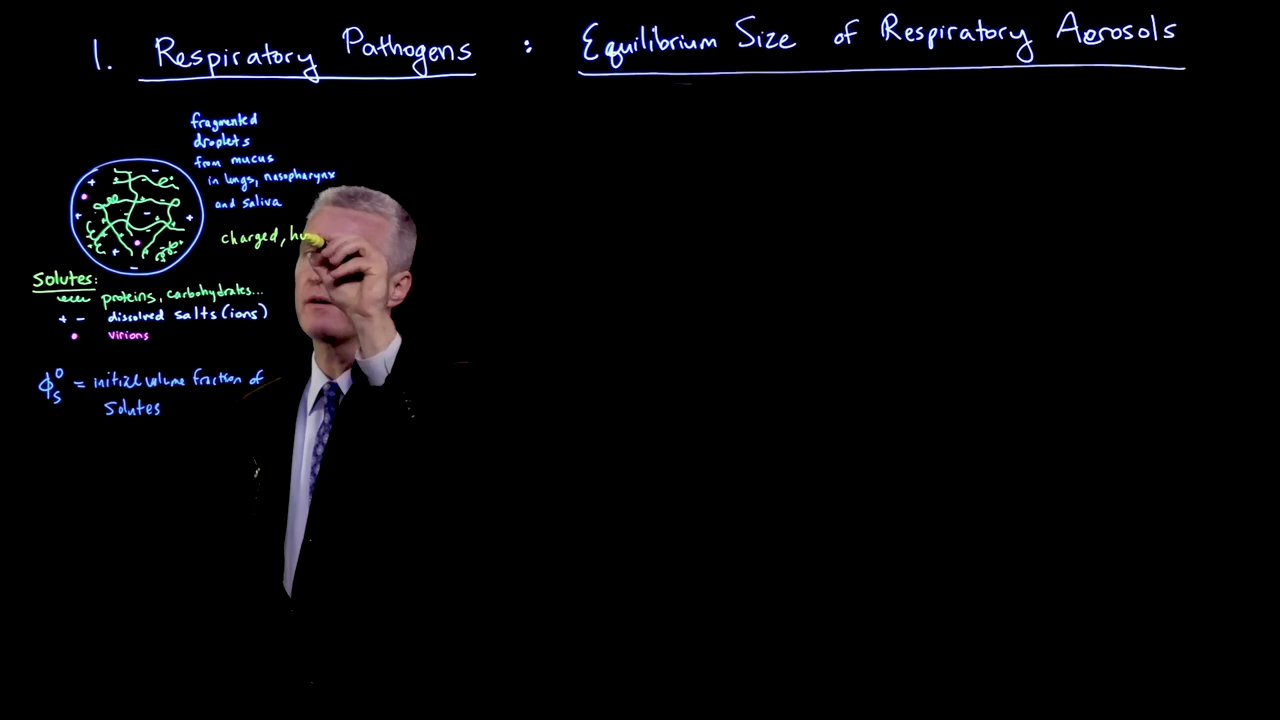 1. Respiratory Pathogens : Equilibrium Size of Respiratory Aerosols
fragmented
droplets
from mucus
in lungs, nasopharynx
and saliva
charged, hu
Solutes:
proteins, carbohydrates...
+ - dissolved salts (ions)
• virions
ϕₛ⁰ = initial volume fraction of
solutes